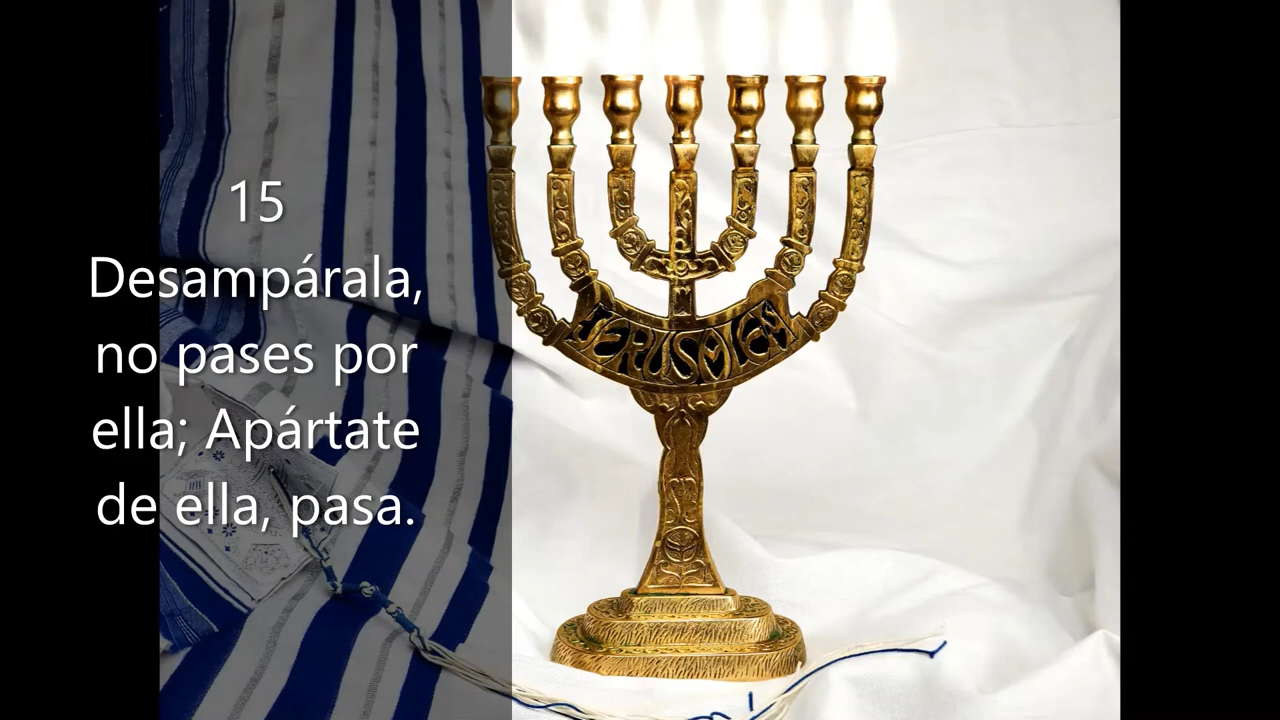 15
Desampárala,
no pases por
ella; Apártate
de ella, pasa.
JERUSALEM